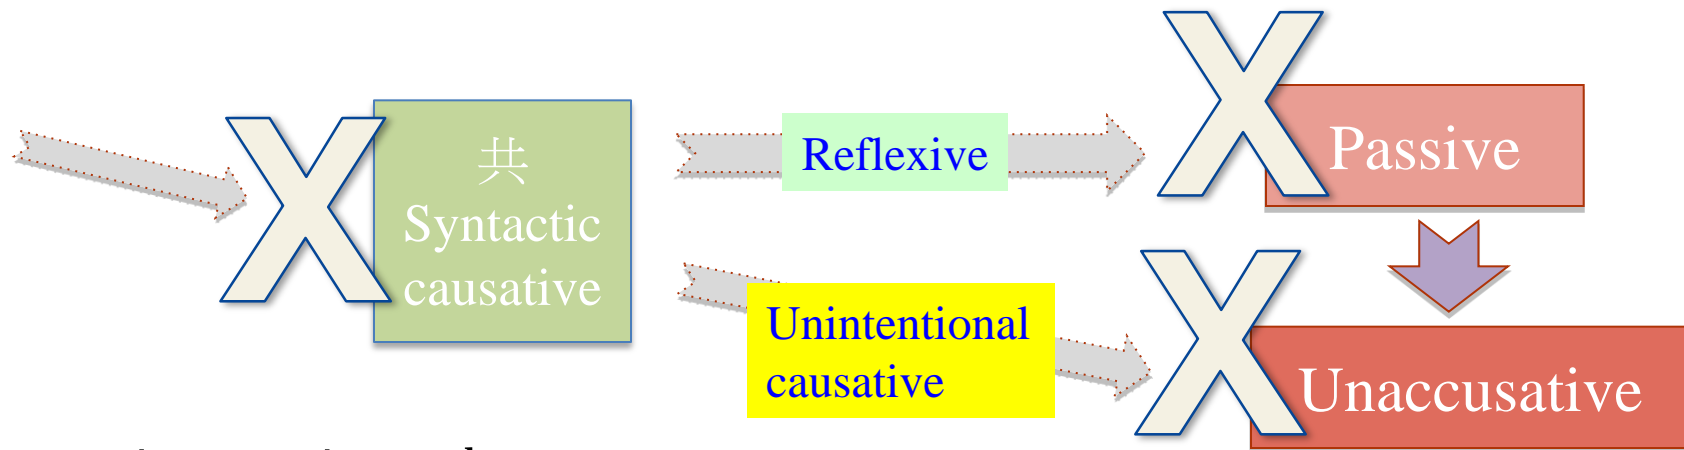 共
Syntactic
causative
Reflexive
Passive
Unintentional
causative
Unaccusative